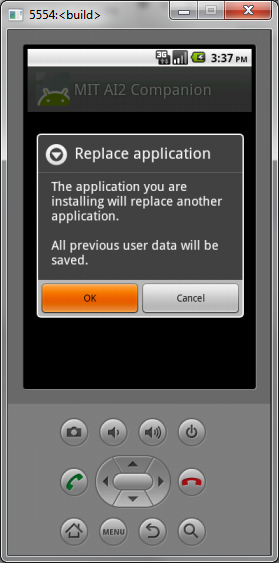 5554:<build>
3G 3:37 PM
MIT AI2 Companion
Replace application
The application you are
installing will replace another
application.
All previous user data will be
saved.
OK Cancel
MENU